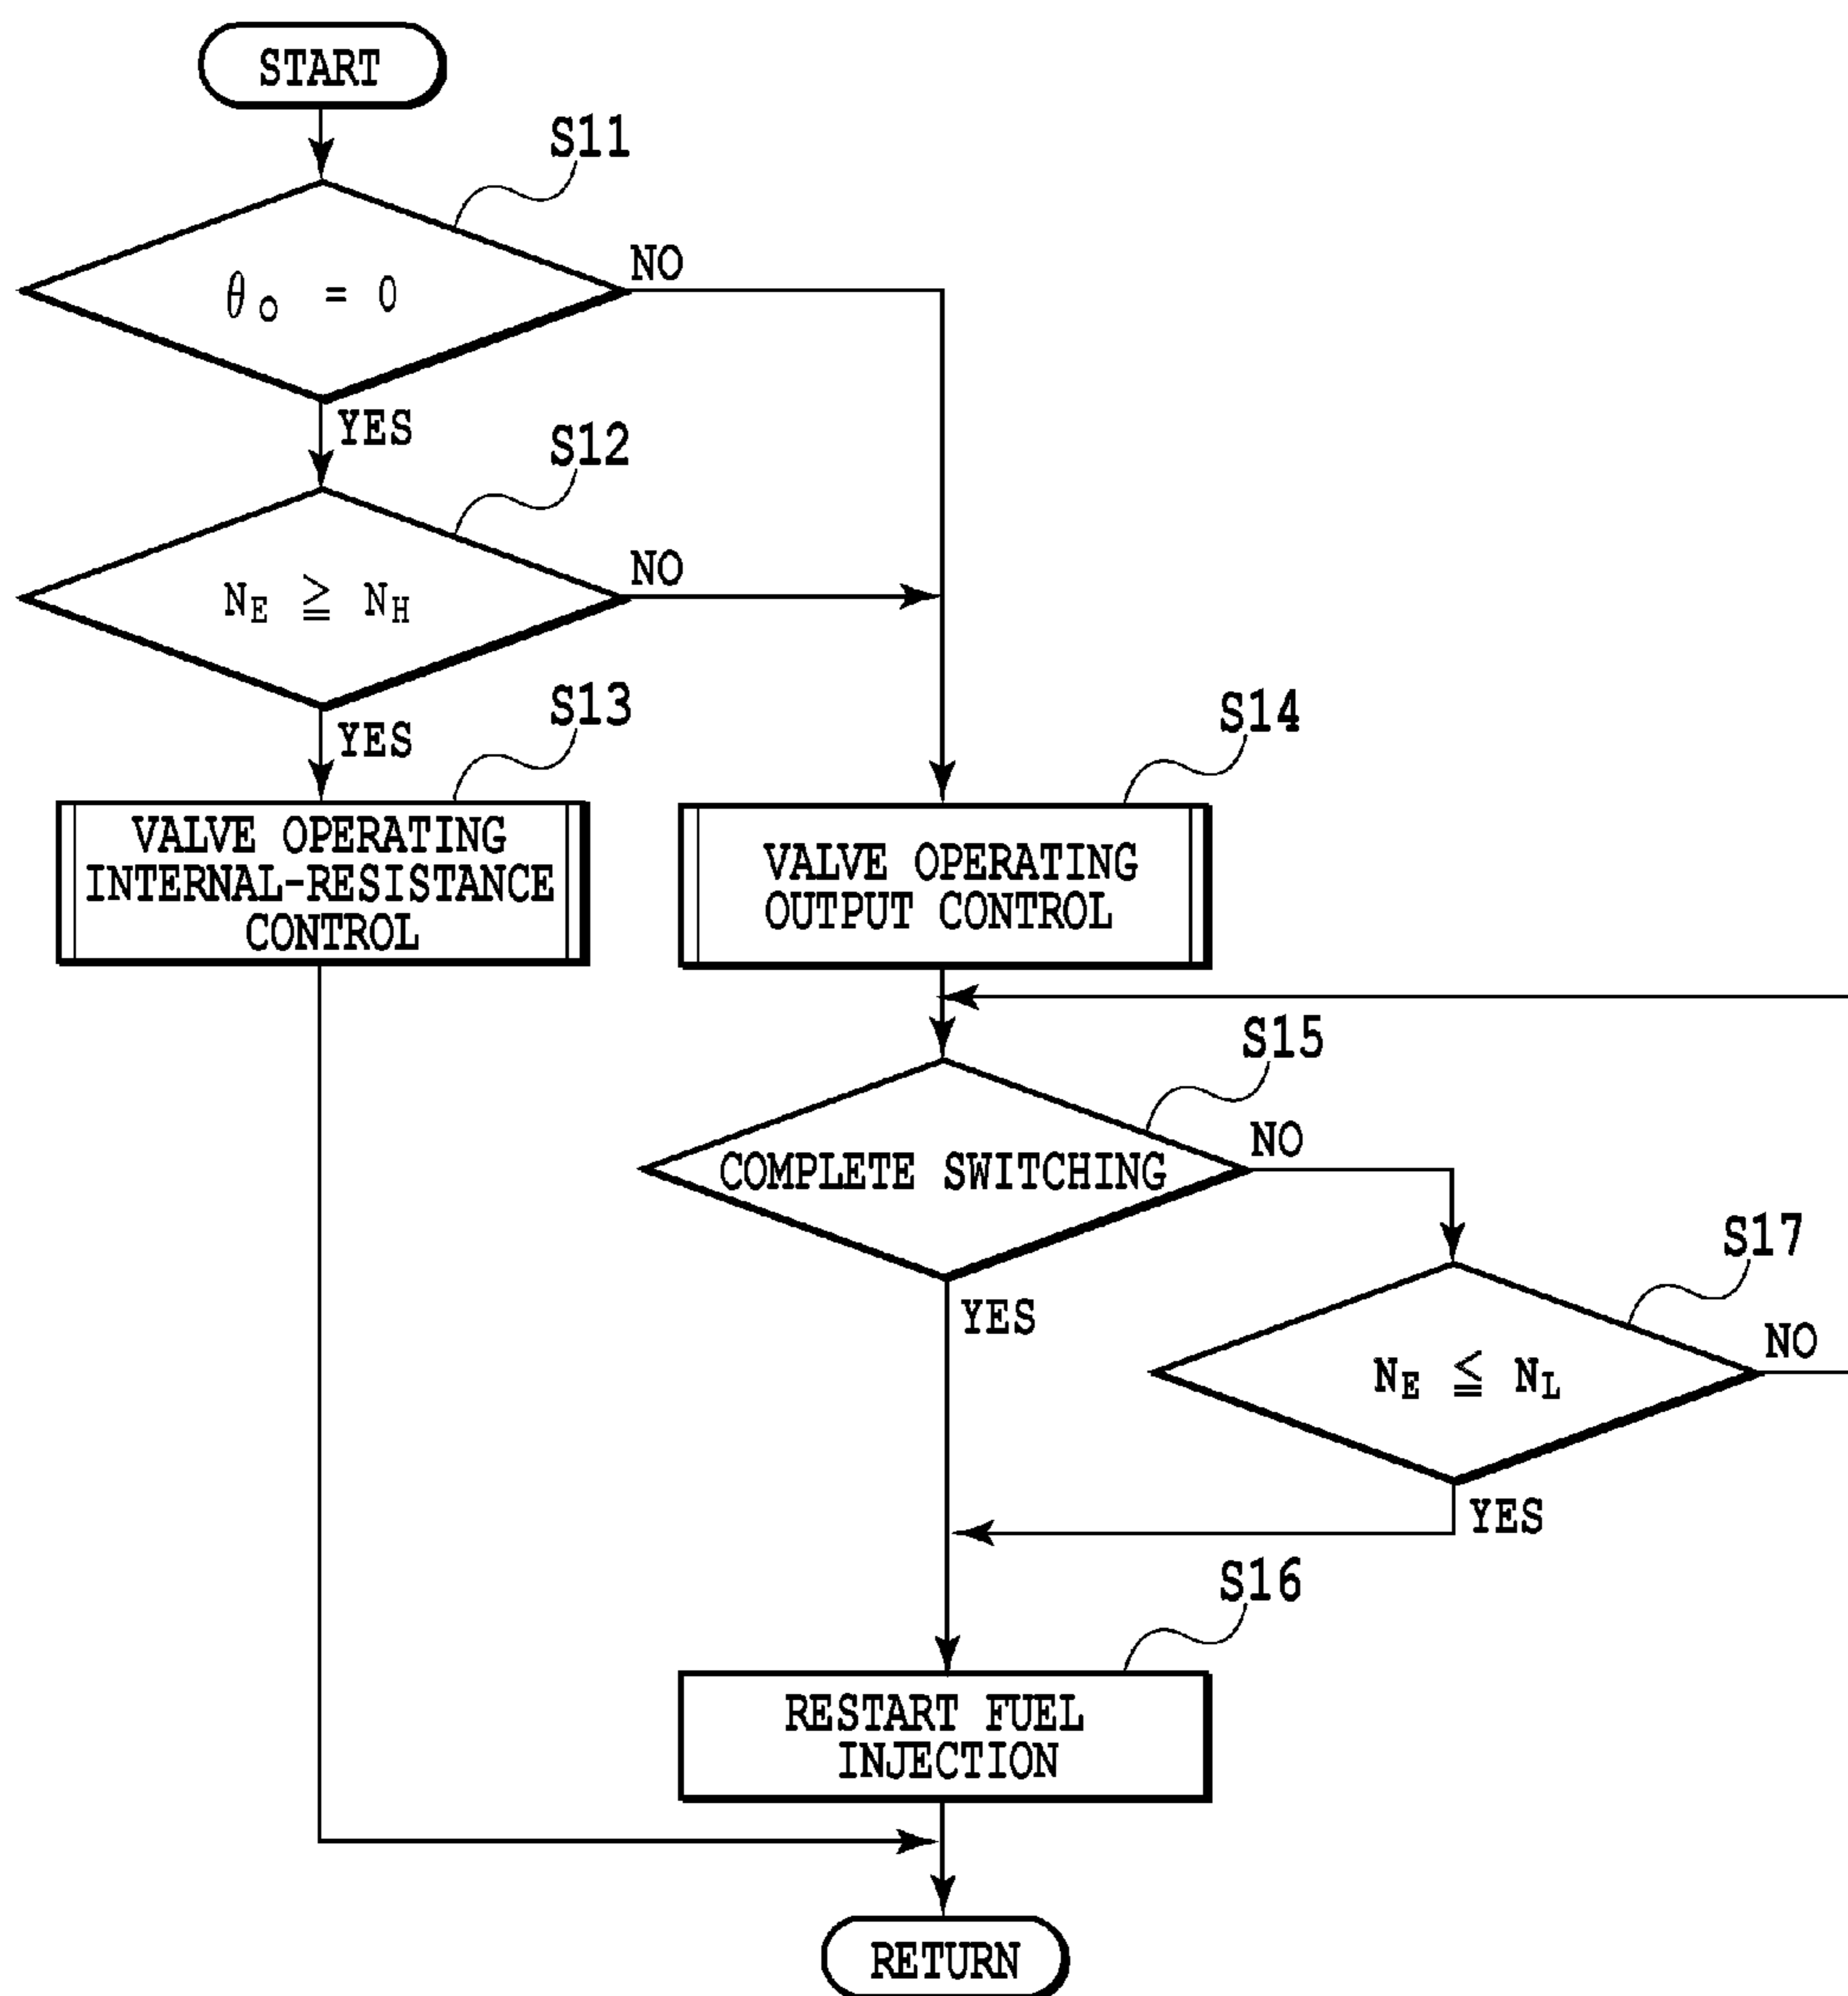 START
S11
θo = 0
NO
YES
S12
NE ≧ NH
NO
YES
S13
VALVE OPERATING
INTERNAL-RESISTANCE
CONTROL
S14
VALVE OPERATING
OUTPUT CONTROL
S15
COMPLETE SWITCHING
NO
YES
S17
NE ≦ NL
NO
YES
S16
RESTART FUEL
INJECTION
RETURN